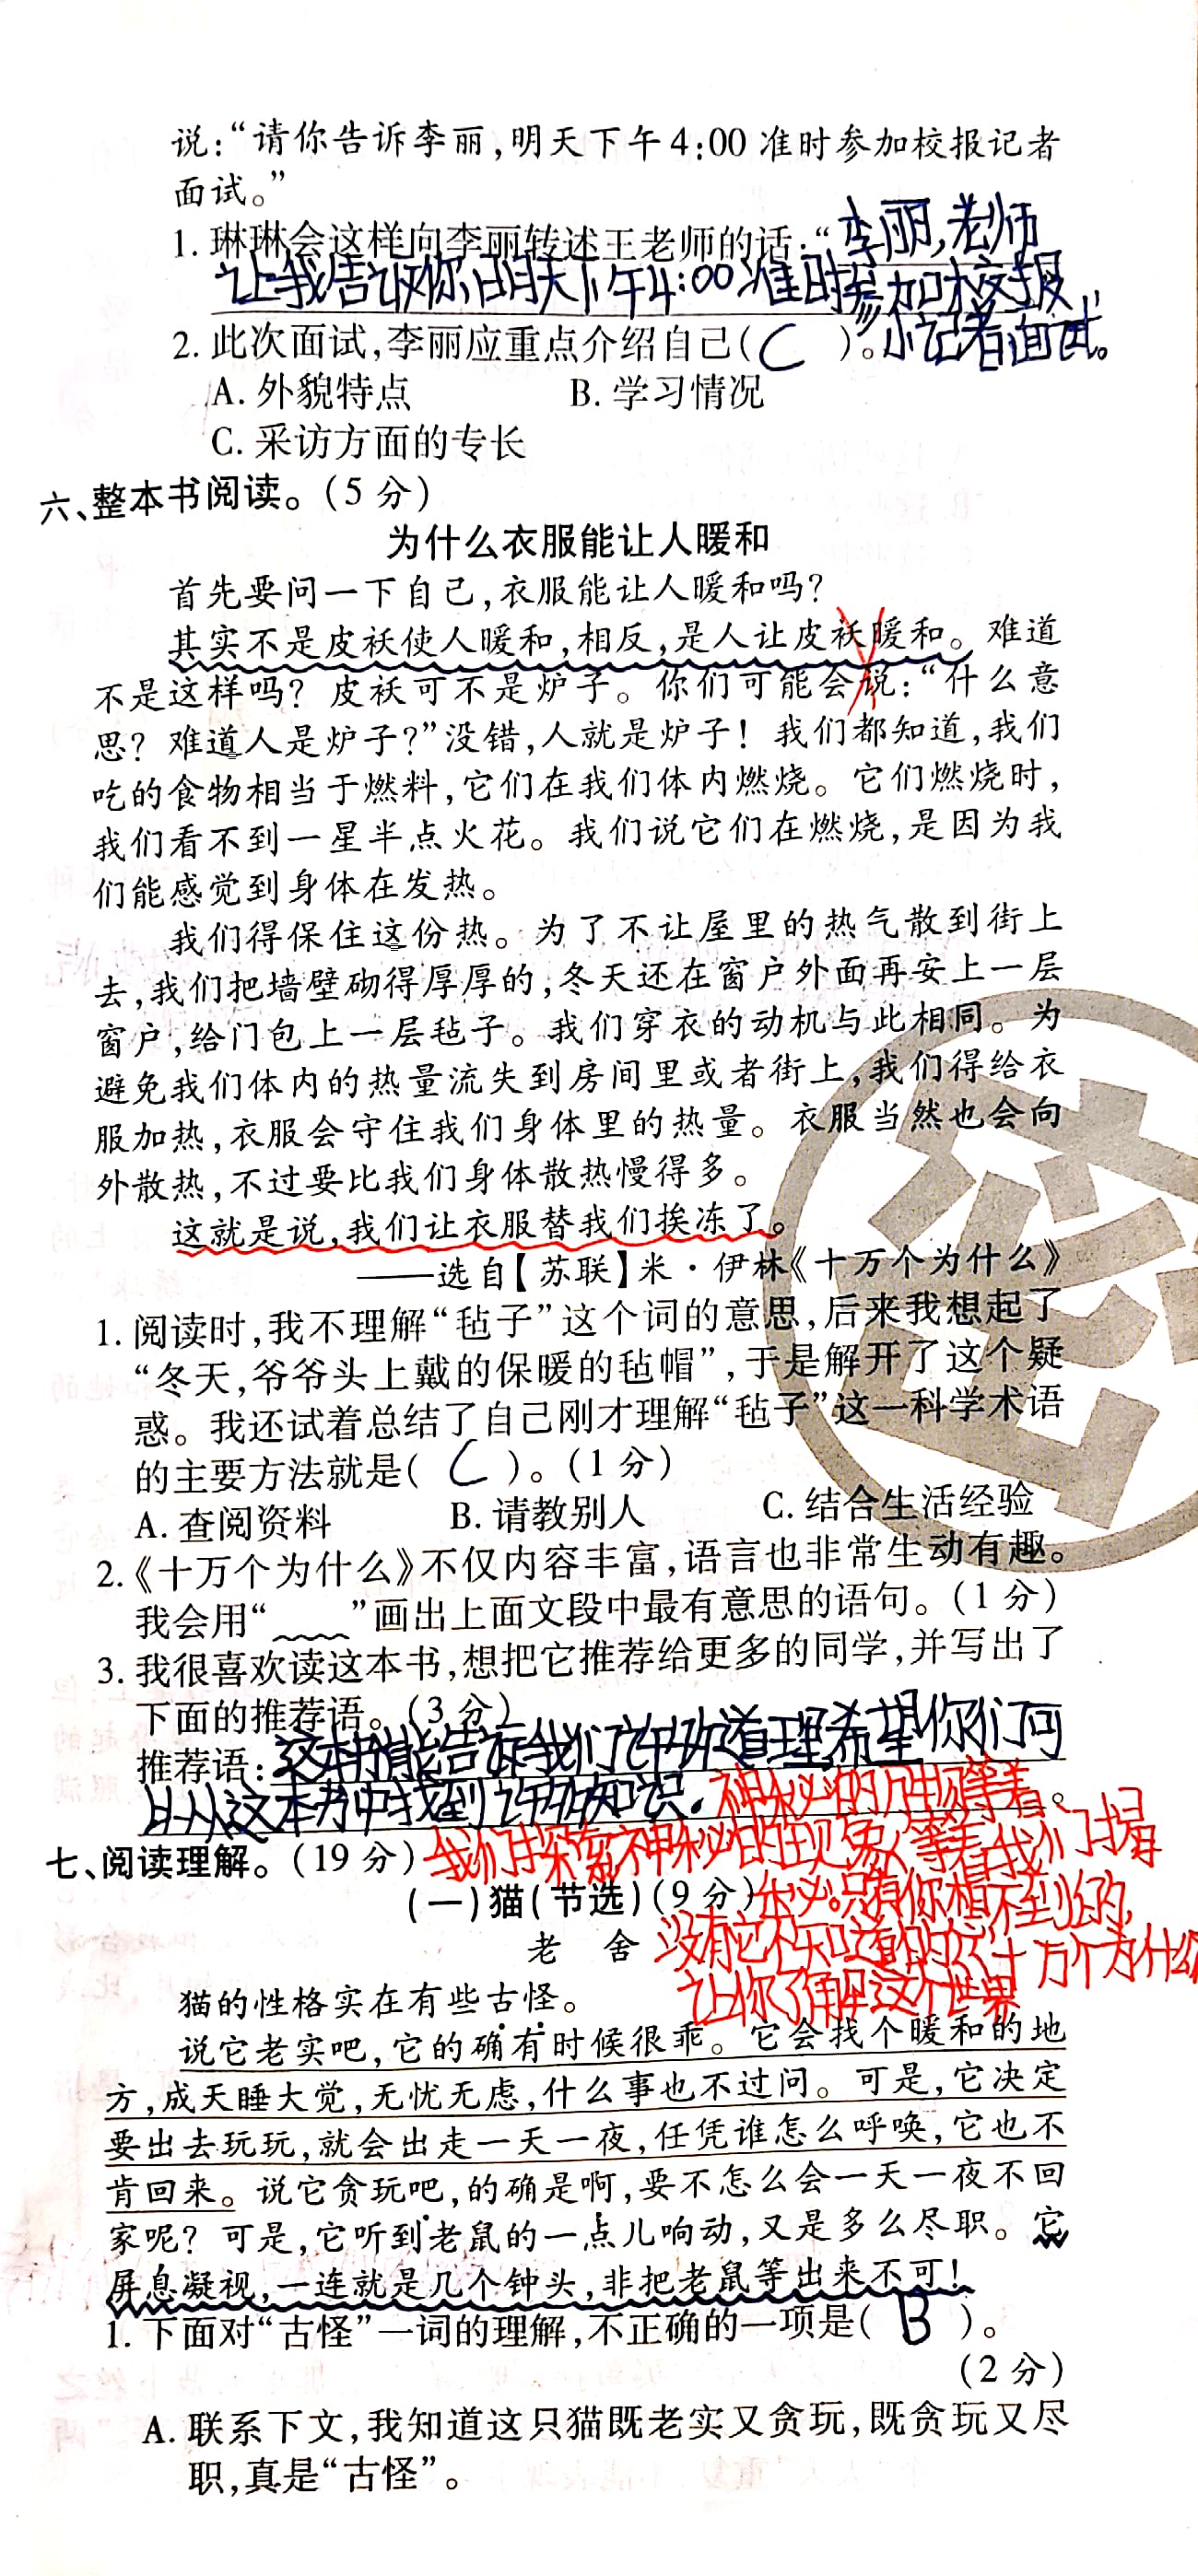 说：“请你告诉李丽，明天下午4:00准时参加校报记者
面试。”
1. 琳琳会这样向李丽转述王老师的话：“李丽，老师
让我告诉你明天下午4:00准时参加校报
小记者面试。
2. 此次面试，李丽应重点介绍自己（C）。
A. 外貌特点 B. 学习情况
C. 采访方面的专长
六、整本书阅读。（5分）
为什么衣服能让人暖和
首先要问一下自己，衣服能让人暖和吗？
其实不是皮袄使人暖和，相反，是人让皮袄暖和。难道
不是这样吗？皮袄可不是炉子。你们可能会说：“什么意
思？难道人是炉子？”没错，人就是炉子！我们都知道，我们
吃的食物相当于燃料，它们在我们体内燃烧。它们燃烧时，
我们看不到一星半点火花。我们说它们在燃烧，是因为我
们能感觉到身体在发热。
我们得保住这份热。为了不让屋里的热气散到街上
去，我们把墙壁砌得厚厚的，冬天还在窗户外面再安上一层
窗户，给门包上一层毡子。我们穿衣的动机与此相同。为
避免我们体内的热量流失到房间里或者街上，我们得给衣
服加热，衣服会守住我们身体里的热量。衣服当然也会向
外散热，不过要比我们身体散热慢得多。
这就是说，我们让衣服替我们挨冻了。
——选自【苏联】米·伊林《十万个为什么》
1. 阅读时，我不理解“毡子”这个词的意思，后来我想起了
“冬天，爷爷头上戴的保暖的毡帽”，于是解开了这个疑
惑。我还试着总结了自己刚才理解“毡子”这一科学术语
的主要方法就是（C）。（1分）
A. 查阅资料 B. 请教别人 C. 结合生活经验
2.《十万个为什么》不仅内容丰富，语言也非常生动有趣。
我会用“﹏﹏”画出上面文段中最有意思的语句。（1分）
3. 我很喜欢读这本书，想把它推荐给更多的同学，并写出了
下面的推荐语。（3分）
推荐语：这本书能告诉我们许多道理希望你们可
以从这本书中找到许多知识。神秘的历史等着。
七、阅读理解。（19分）我们去探索神秘的现象等着我们去揭
（一）猫（节选）（9分）只有你想不到的，
老 舍 没有它不知道的十万个为什么
让你了解这个世界
猫的性格实在有些古怪。
说它老实吧，它的确有时候很乖。它会找个暖和的地
方，成天睡大觉，无忧无虑，什么事也不过问。可是，它决定
要出去玩玩，就会出走一天一夜，任凭谁怎么呼唤，它也不
肯回来。说它贪玩吧，的确是啊，要不怎么会一天一夜不回
家呢？可是，它听到老鼠的一点儿响动，又是多么尽职。它
屏息凝视，一连就是几个钟头，非把老鼠等出来不可！
1. 下面对“古怪”一词的理解，不正确的一项是（B）。
（2分）
A. 联系下文，我知道这只猫既老实又贪玩，既贪玩又尽
职，真是“古怪”。